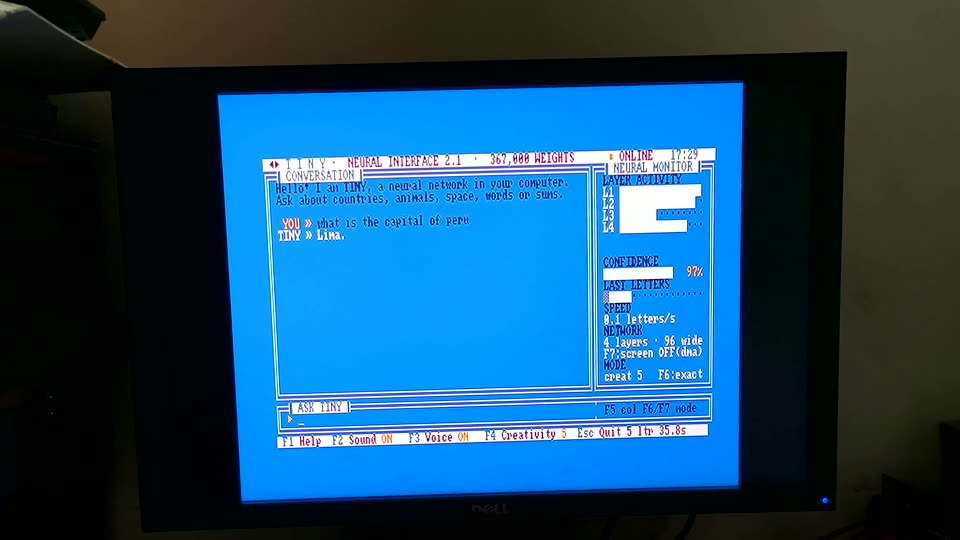 TINY · NEURAL INTERFACE 2.1 · 367,000 WEIGHTS ONLINE 17:29
CONVERSATION
Hello! I am TINY, a neural network in your computer.
Ask about countries, animals, space, words or sums.
YOU » what is the capital of peru
TINY » Lima.
NEURAL MONITOR
LAYER ACTIVITY
L1
L2
L3
L4
CONFIDENCE
97%
LAST LETTERS
SPEED
0.1 letters/s
NETWORK
4 layers · 96 wide
F7:screen OFF(dma)
MODE
creat 5 F6:exact
ASK TINY
F5 col F6/F7 mode
F1 Help F2 Sound ON F3 Voice ON F4 Creativity 5 Esc Quit 5 ltr 35.8s
DELL